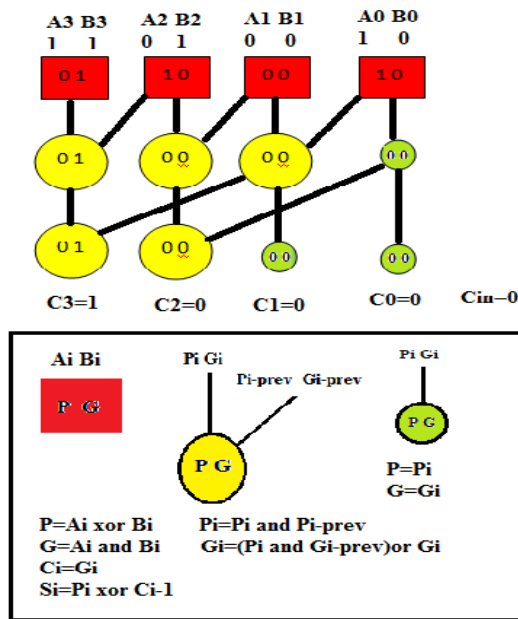 A3 B3 A2 B2 A1 B1 A0 B0
1 1 0 1 0 0 1 0
0 1 1 0 0 0 1 0
0 1 0 0 0 0 0 0
0 1 0 0 0 0 0 0
C3=1 C2=0 C1=0 C0=0 Cin=0
Ai Bi Pi Gi Pi Gi
Pi-prev Gi-prev
P G P G P G
P=Pi
G=Gi
P=Ai xor Bi Pi=Pi and Pi-prev
G=Ai and Bi Gi=(Pi and Gi-prev)or Gi
Ci=Gi
Si=Pi xor Ci-1